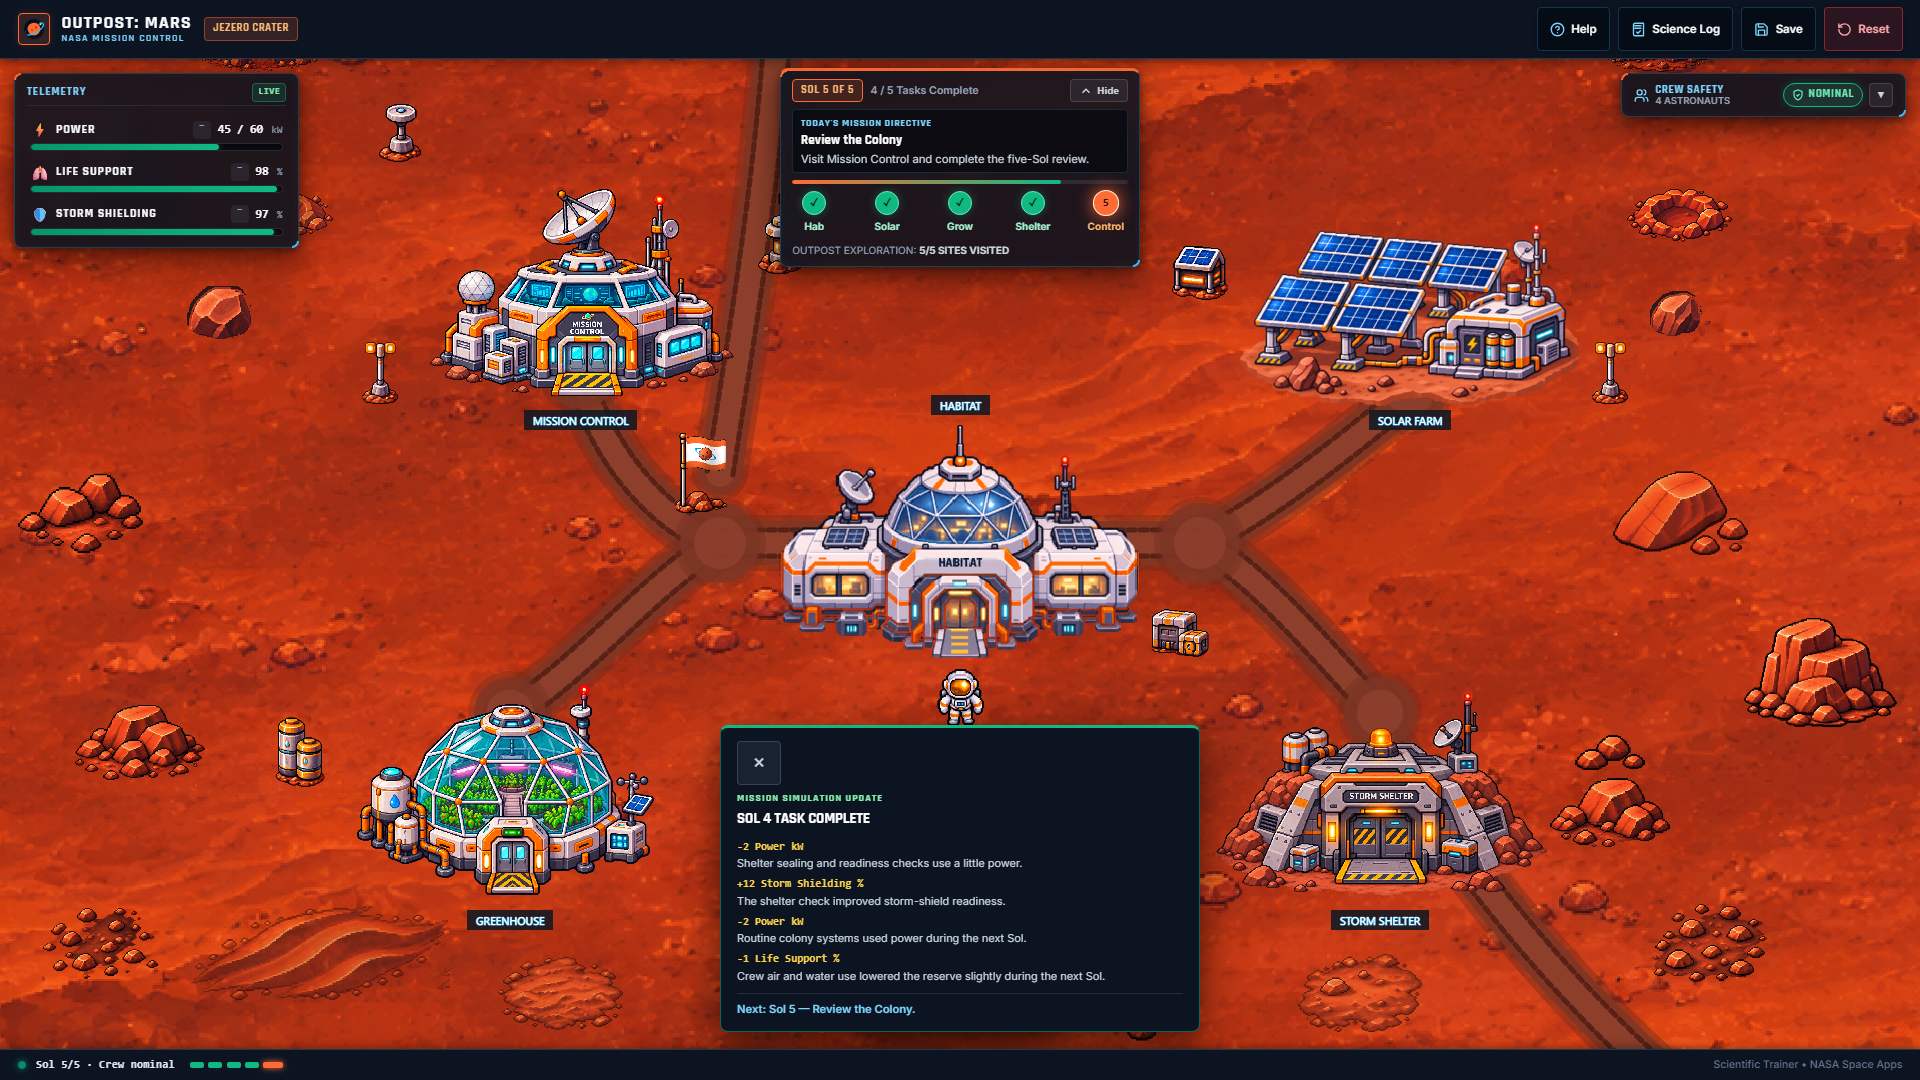 OUTPOST: MARS
NASA MISSION CONTROL
JEZERO CRATER
Help
Science Log
Save
Reset
TELEMETRY
LIVE
POWER
45 / 60 kW
LIFE SUPPORT
98 %
STORM SHIELDING
97 %
SOL 5 OF 5
4 / 5 Tasks Complete
Hide
TODAY'S MISSION DIRECTIVE
Review the Colony
Visit Mission Control and complete the five-Sol review.
5
Hab
Solar
Grow
Shelter
Control
OUTPOST EXPLORATION: 5/5 SITES VISITED
CREW SAFETY
4 ASTRONAUTS
NOMINAL
MISSION CONTROL
MISSION CONTROL
HABITAT
SOLAR FARM
HABITAT
STORM SHELTER
GREENHOUSE
STORM SHELTER
MISSION SIMULATION UPDATE
SOL 4 TASK COMPLETE
-2 Power kW
Shelter sealing and readiness checks use a little power.
+12 Storm Shielding %
The shelter check improved storm-shield readiness.
-2 Power kW
Routine colony systems used power during the next Sol.
-1 Life Support %
Crew air and water use lowered the reserve slightly during the next Sol.
Next: Sol 5 — Review the Colony.
Sol 5/5 · Crew nominal
Scientific Trainer • NASA Space Apps